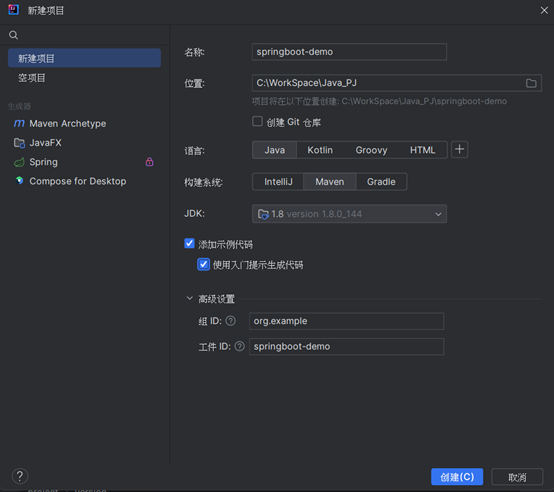 新建项目
新建项目
空项目
生成器
Maven Archetype
JavaFX
Spring
Compose for Desktop
名称: springboot-demo
位置: C:\WorkSpace\Java_PJ
项目将在以下位置创建: C:\WorkSpace\Java_PJ\springboot-demo
创建 Git 仓库
语言: Java Kotlin Groovy HTML
构建系统: IntelliJ Maven Gradle
JDK: 1.8 version 1.8.0_144
添加示例代码
使用入门提示生成代码
高级设置
组 ID: ? org.example
工件 ID: ? springboot-demo
? 创建(C) 取消